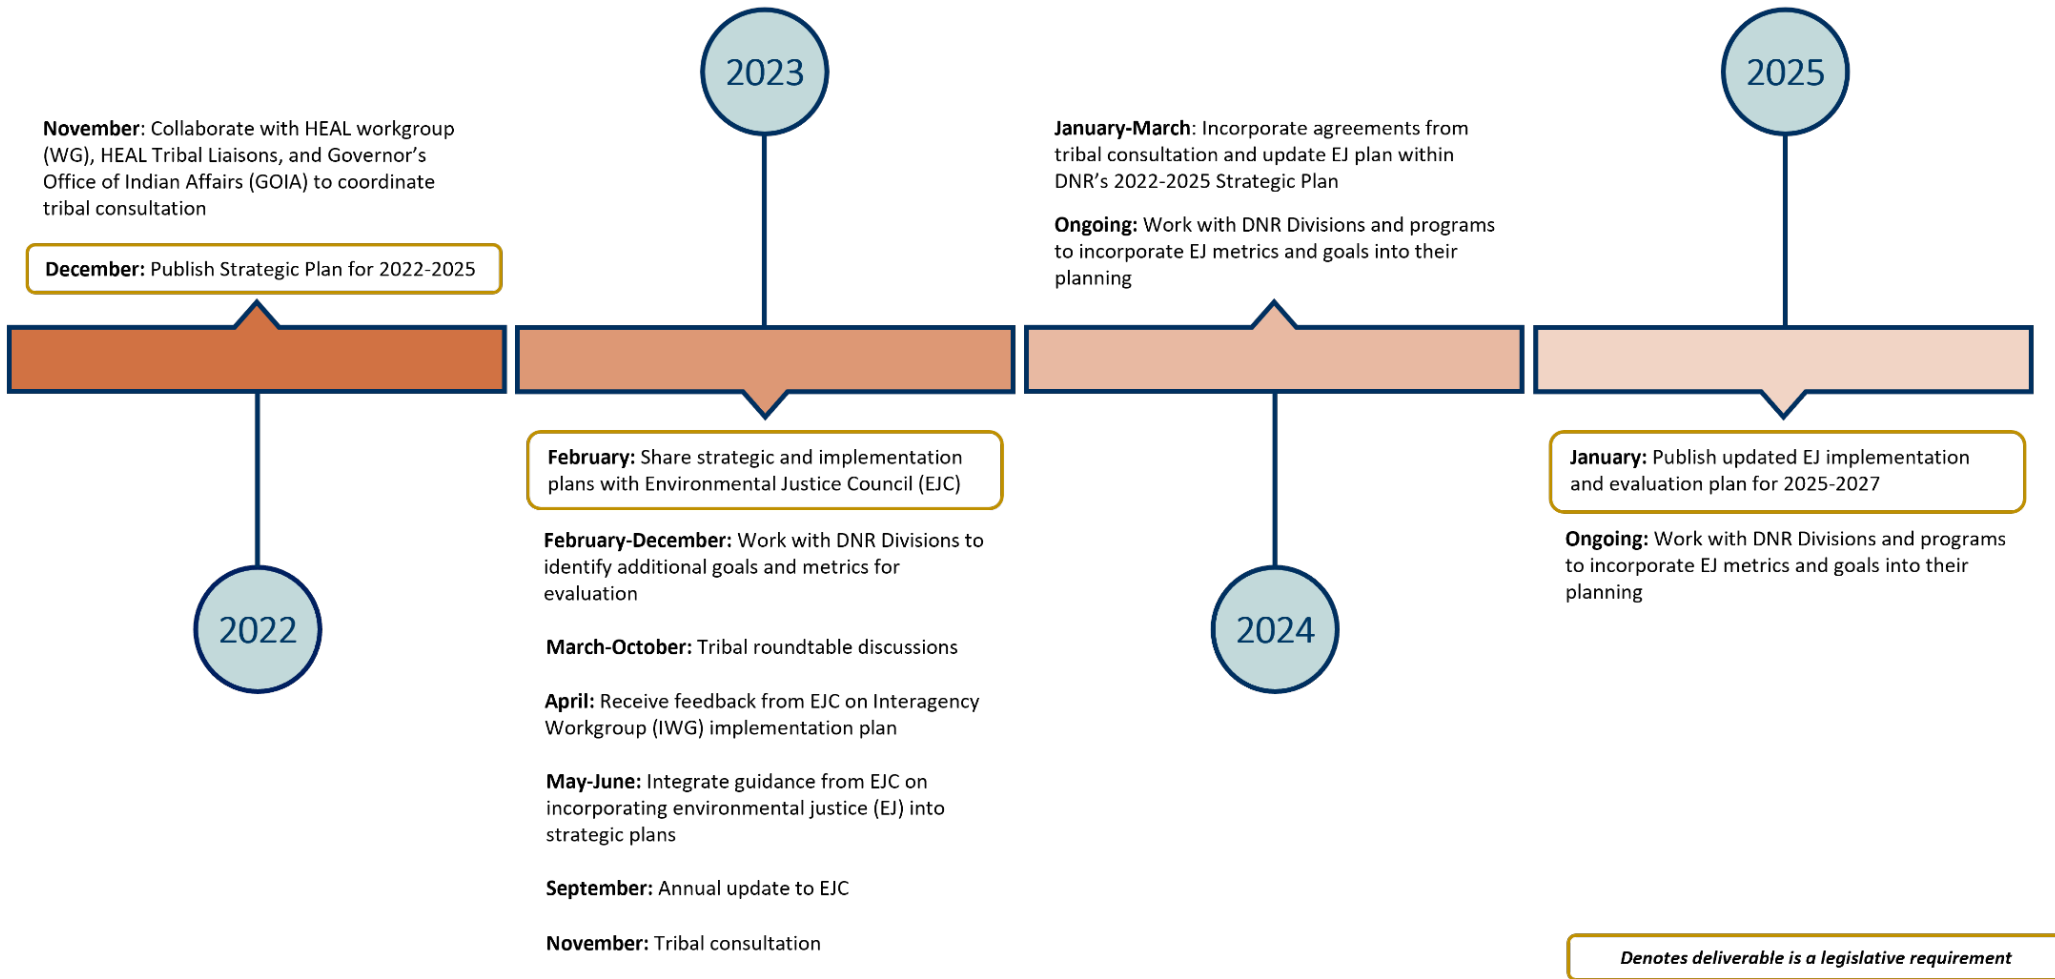 2022
November: Collaborate with HEAL workgroup
(WG), HEAL Tribal Liaisons, and Governor’s
Office of Indian Affairs (GOIA) to coordinate
tribal consultation
December: Publish Strategic Plan for 2022-2025
2023
February: Share strategic and implementation
plans with Environmental Justice Council (EJC)
February-December: Work with DNR Divisions to
identify additional goals and metrics for
evaluation
March-October: Tribal roundtable discussions
April: Receive feedback from EJC on Interagency
Workgroup (IWG) implementation plan
May-June: Integrate guidance from EJC on
incorporating environmental justice (EJ) into
strategic plans
September: Annual update to EJC
November: Tribal consultation
2024
January-March: Incorporate agreements from
tribal consultation and update EJ plan within
DNR’s 2022-2025 Strategic Plan
Ongoing: Work with DNR Divisions and programs
to incorporate EJ metrics and goals into their
planning
2025
January: Publish updated EJ implementation
and evaluation plan for 2025-2027
Ongoing: Work with DNR Divisions and programs
to incorporate EJ metrics and goals into their
planning
Denotes deliverable is a legislative requirement